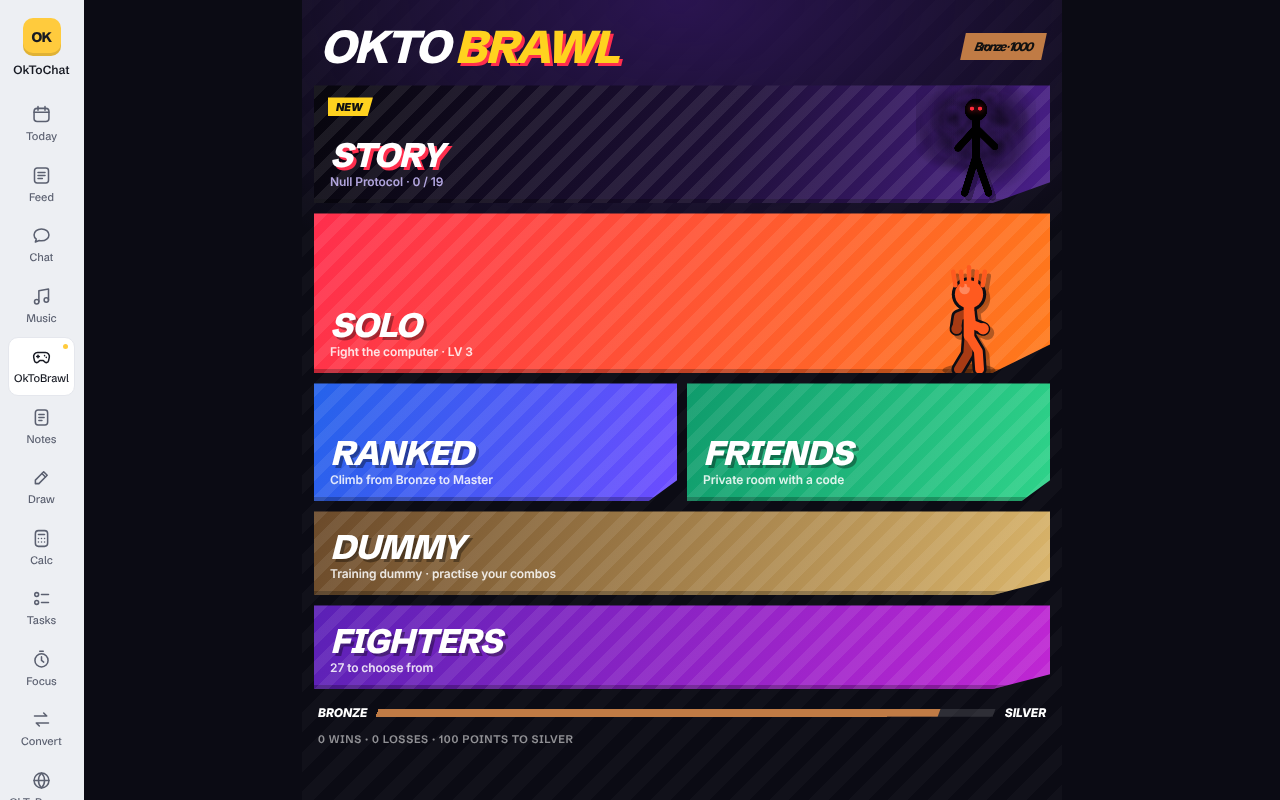 OK
OkToChat
Today
Feed
Chat
Music
OkToBrawl
Notes
Draw
Calc
Tasks
Focus
Convert
OKTO BRAWL
Bronze·1000
NEW
STORY
Null Protocol · 0 / 19
SOLO
Fight the computer · LV 3
RANKED
Climb from Bronze to Master
FRIENDS
Private room with a code
DUMMY
Training dummy · practise your combos
FIGHTERS
27 to choose from
BRONZE
SILVER
0 WINS · 0 LOSSES · 100 POINTS TO SILVER